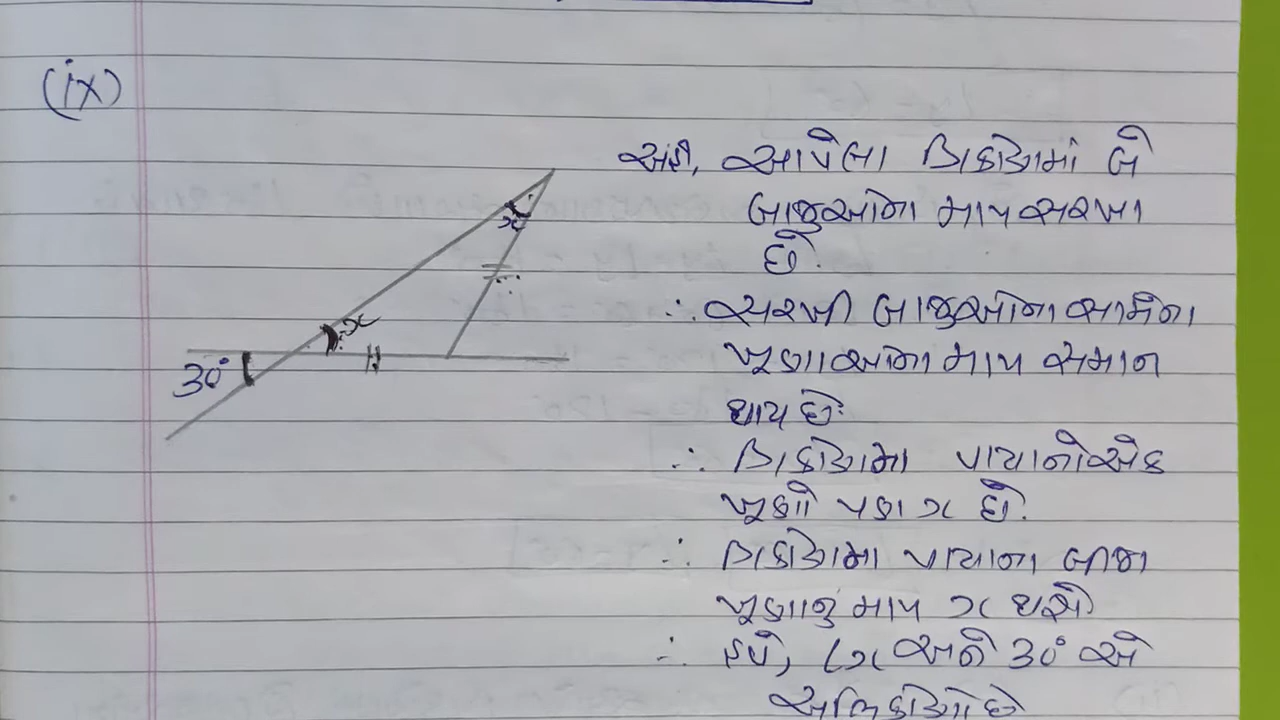 (ix)
અહી, આપેલા ત્રિકોણમાં બે
બાજુઓના માપ સરખા
છે.
∴ સરખી બાજુઓના સામેના
ખૂણાઓના માપ સમાન
થાય છે.
∴ ત્રિકોણમા પાયાનો એક
ખૂણો પણ x છે.
∴ ત્રિકોણમા પાયાના બીજા
ખૂણાનું માપ x થશે
∴ હવે, ∠x અને 30° એ
અભિકોણો છે
x
x
30°